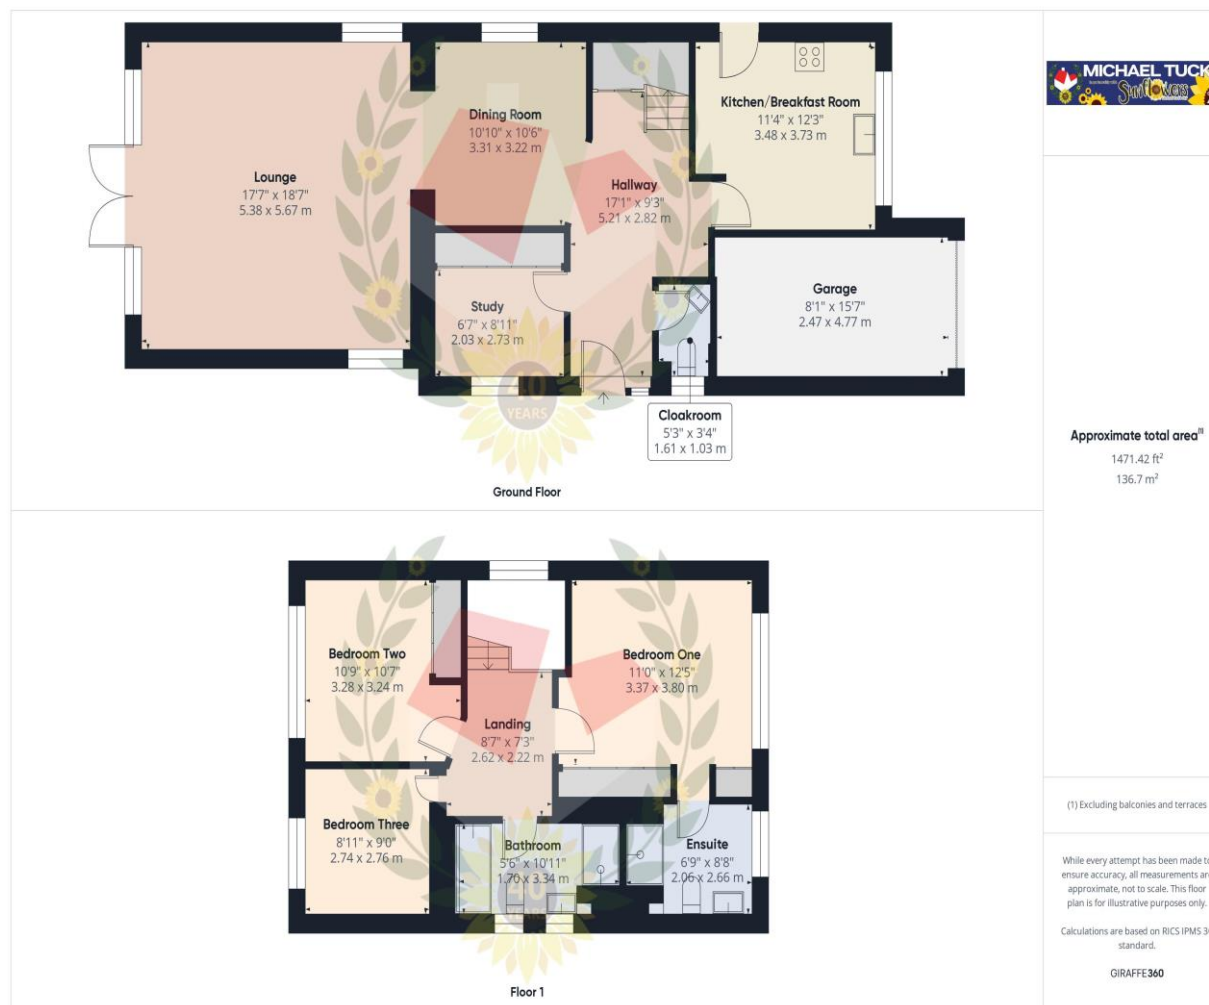 Lounge
17'7" x 18'7"
5.38 x 5.67 m
Dining Room
10'10" x 10'6"
3.31 x 3.22 m
Hallway
17'1" x 9'3"
5.21 x 2.82 m
Kitchen/Breakfast Room
11'4" x 12'3"
3.48 x 3.73 m
Study
6'7" x 8'11"
2.03 x 2.73 m
Garage
8'1" x 15'7"
2.47 x 4.77 m
Cloakroom
5'3" x 3'4"
1.61 x 1.03 m
40
YEARS
Ground Floor
Bedroom Two
10'9" x 10'7"
3.28 x 3.24 m
Bedroom One
11'0" x 12'5"
3.37 x 3.80 m
Landing
8'7" x 7'3"
2.62 x 2.22 m
Bedroom Three
8'11" x 9'0"
2.74 x 2.76 m
Bathroom
5'6" x 10'11"
1.70 x 3.34 m
Ensuite
6'9" x 8'8"
2.06 x 2.66 m
40
YEARS
Floor 1
MICHAEL TUCK
Sunflowers
Approximate total area(1)
1471.42 ft²
136.7 m²
(1) Excluding balconies and terraces
While every attempt has been made to
ensure accuracy, all measurements are
approximate, not to scale. This floor
plan is for illustrative purposes only.
Calculations are based on RICS IPMS 3
standard.
GIRAFFE360